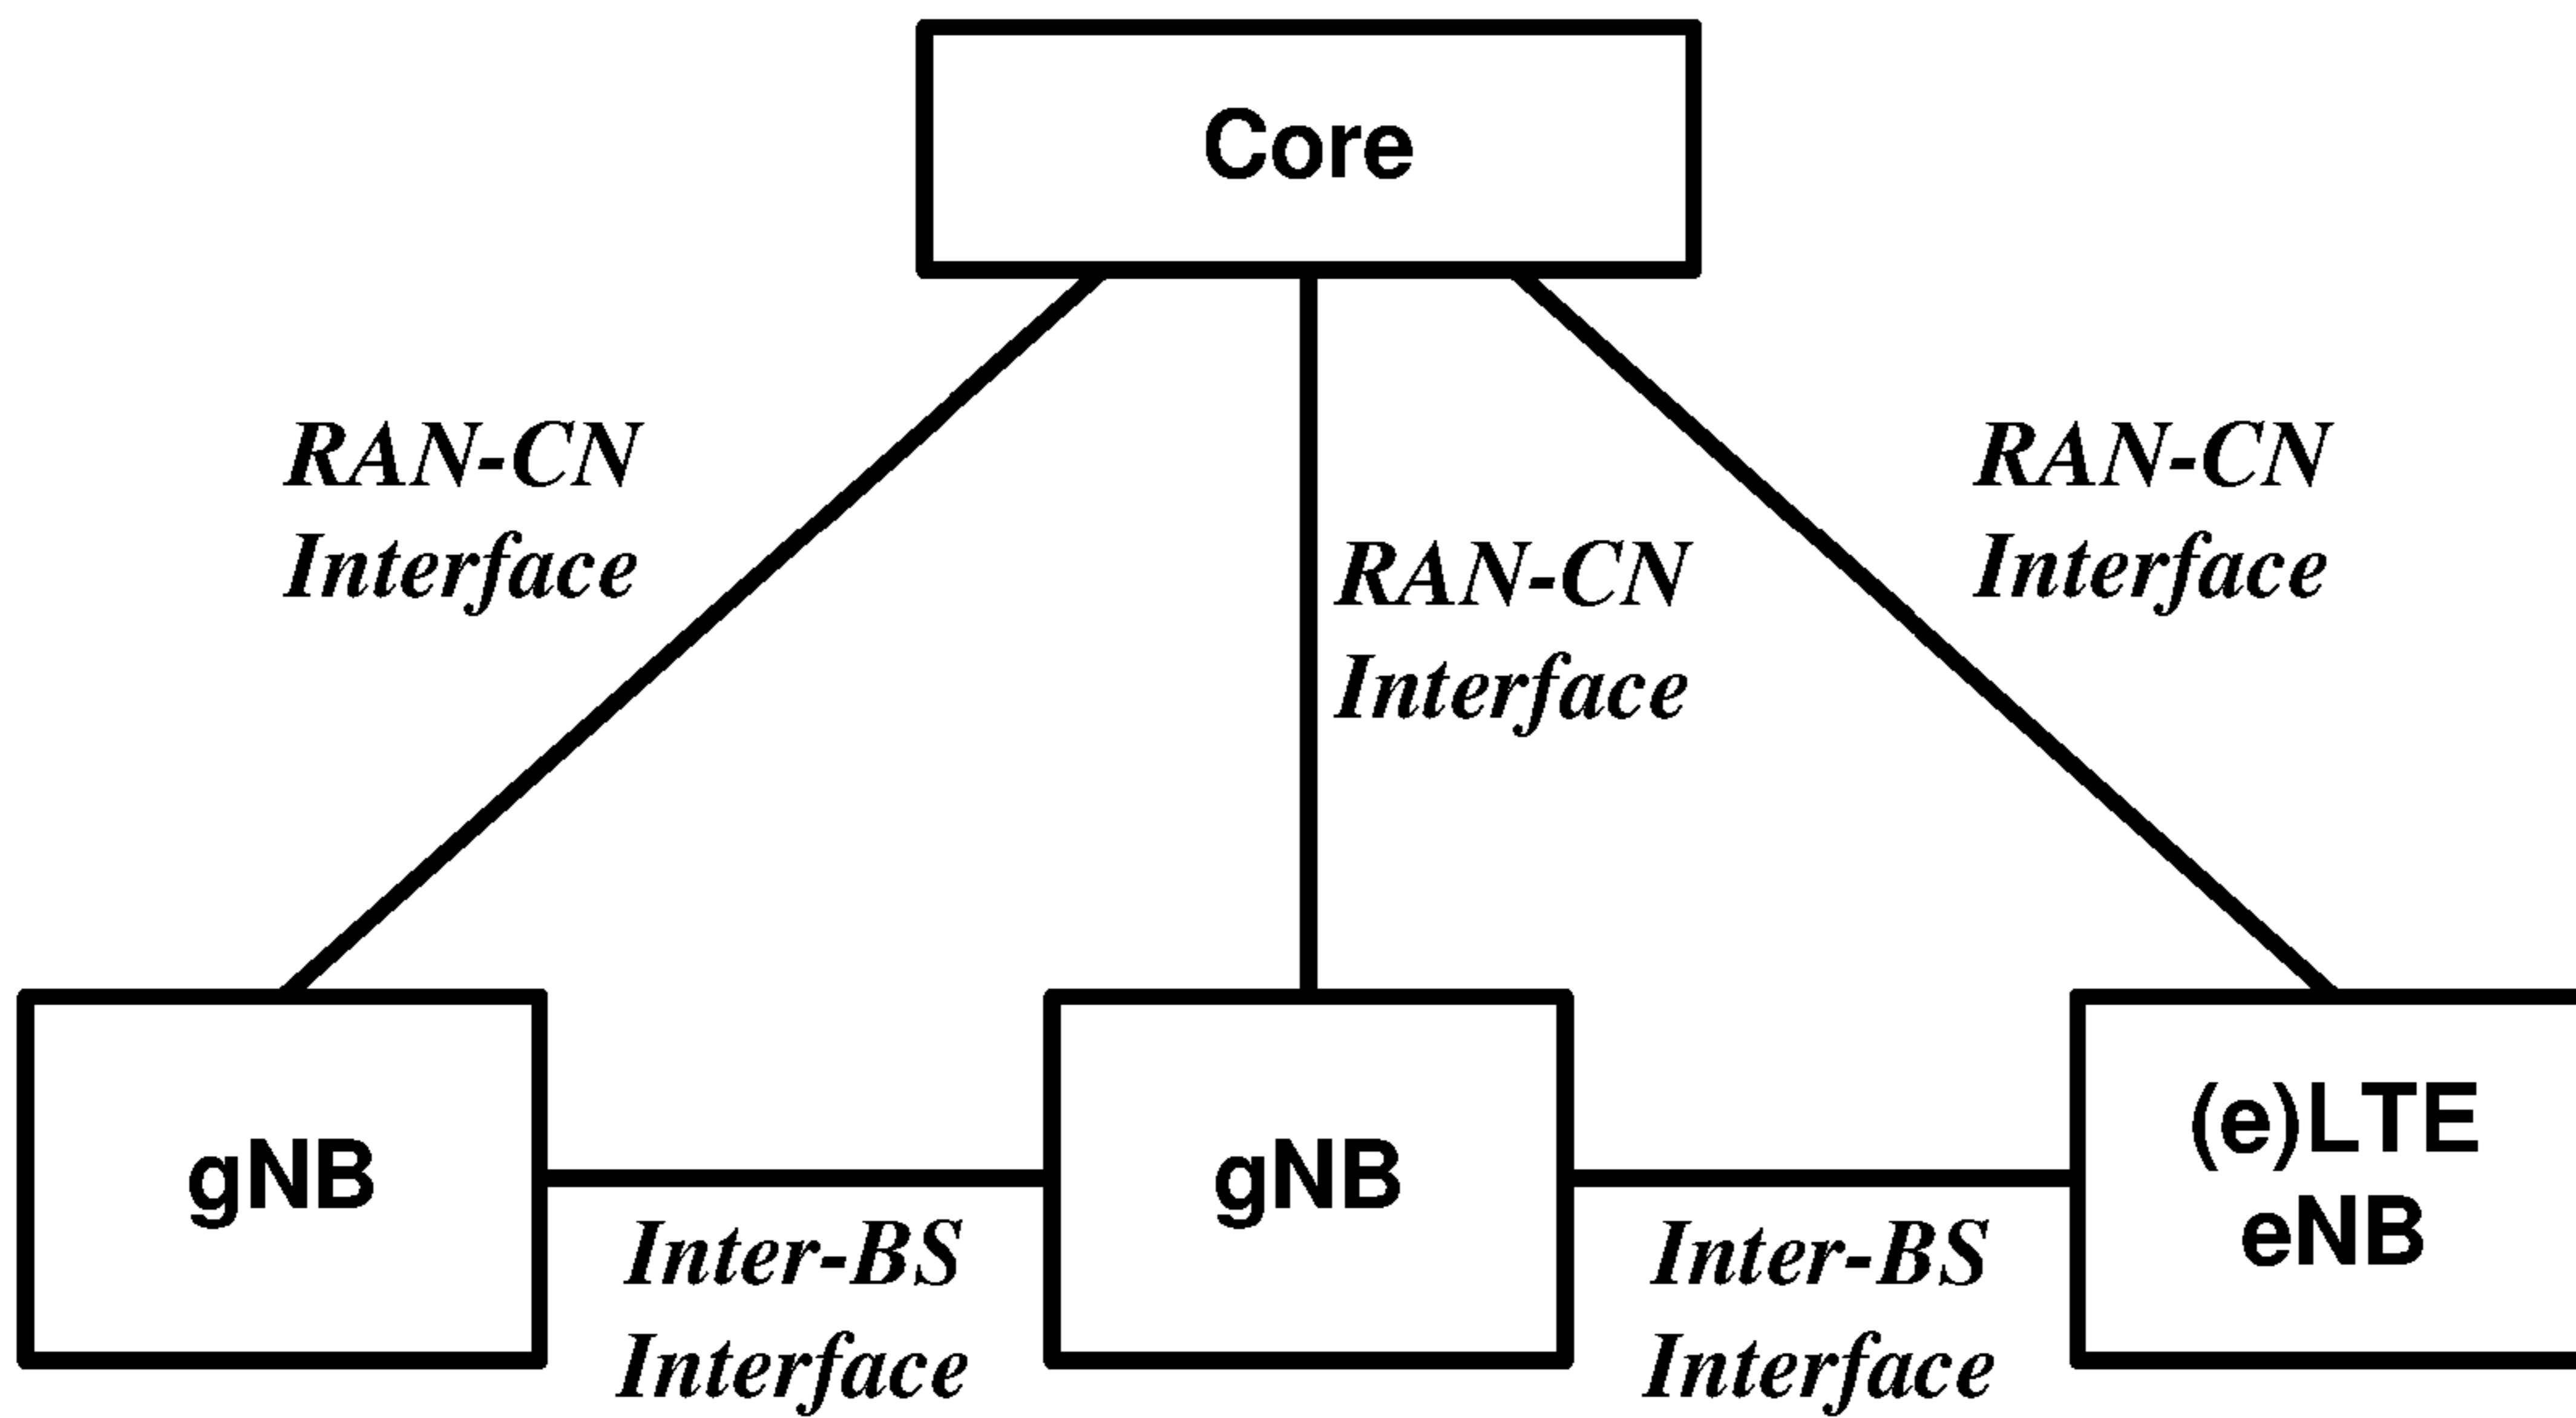 Core
RAN-CN
Interface
RAN-CN
Interface
RAN-CN
Interface
gNB
Inter-BS
Interface
gNB
Inter-BS
Interface
(e)LTE
eNB